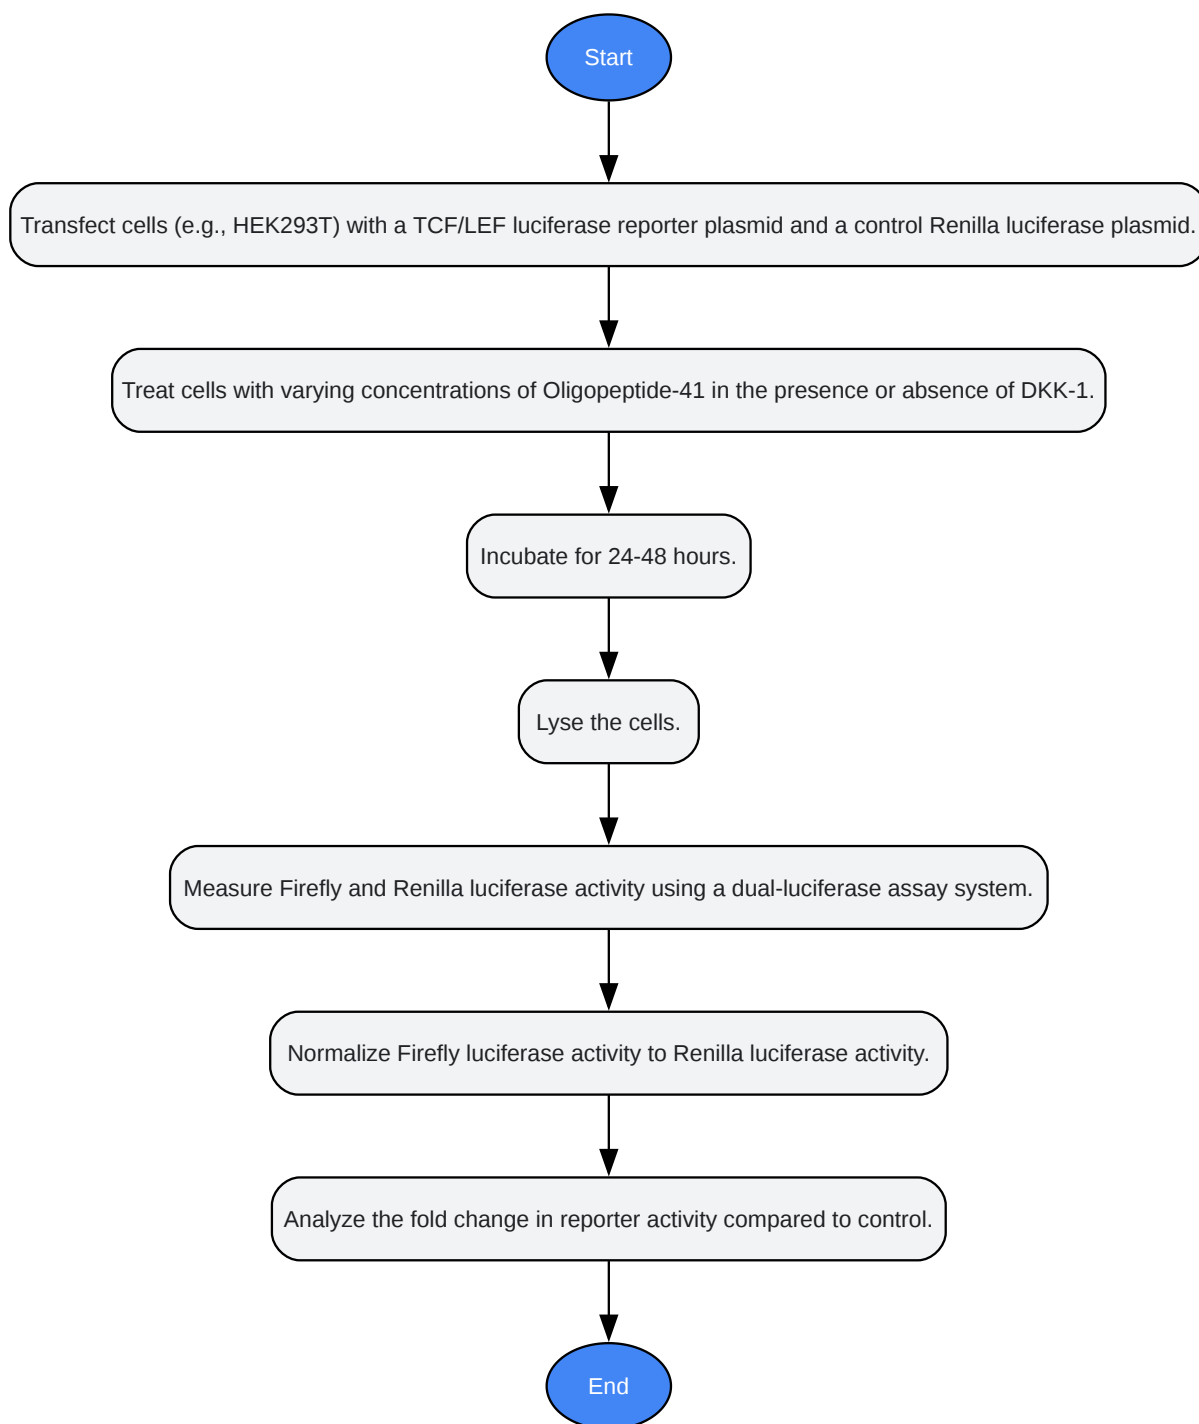 Start
Transfect cells (e.g., HEK293T) with a TCF/LEF luciferase reporter plasmid and a control Renilla luciferase plasmid.
Treat cells with varying concentrations of Oligopeptide-41 in the presence or absence of DKK-1.
Incubate for 24-48 hours.
Lyse the cells.
Measure Firefly and Renilla luciferase activity using a dual-luciferase assay system.
Normalize Firefly luciferase activity to Renilla luciferase activity.
Analyze the fold change in reporter activity compared to control.
End